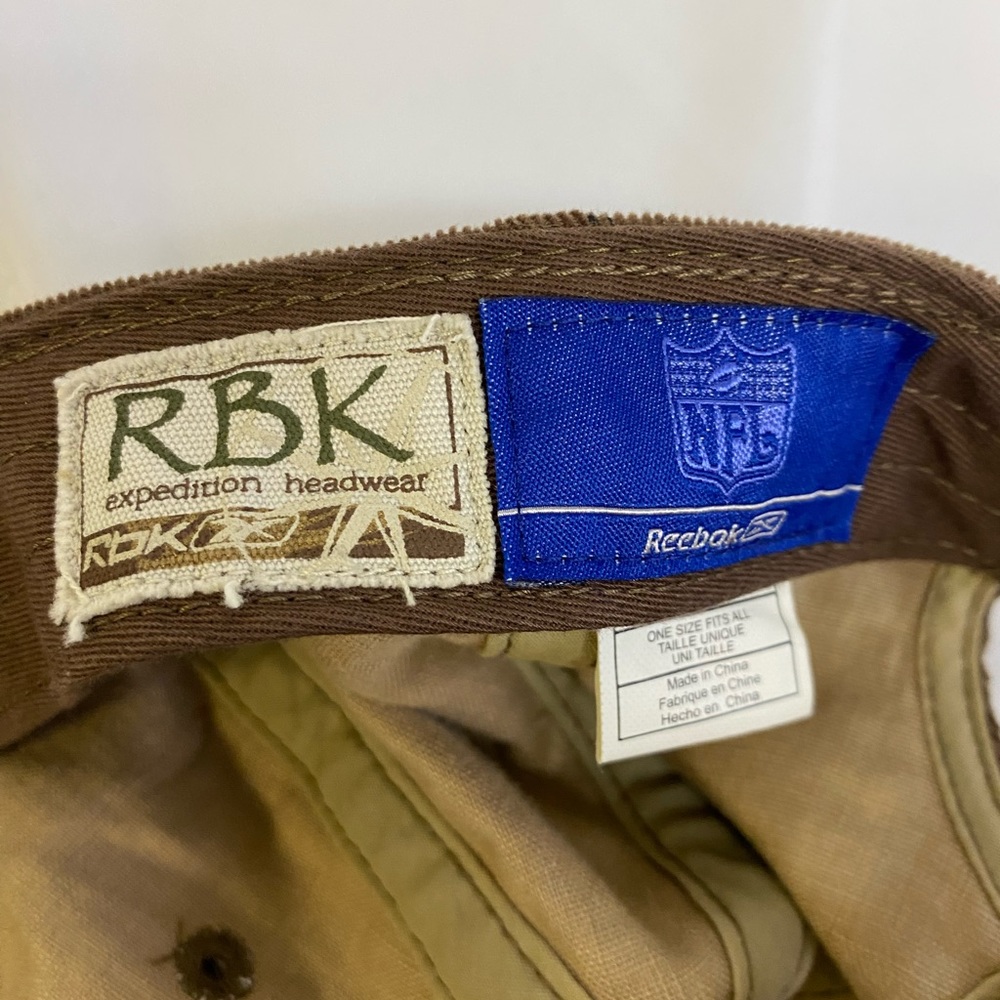 RBK
expedition headwear
RbK
NFL
Reebok
ONE SIZE FITS ALL
TAILLE UNIQUE
UNI TAILLE
Made in China
Fabrique en Chine
Hecho en China